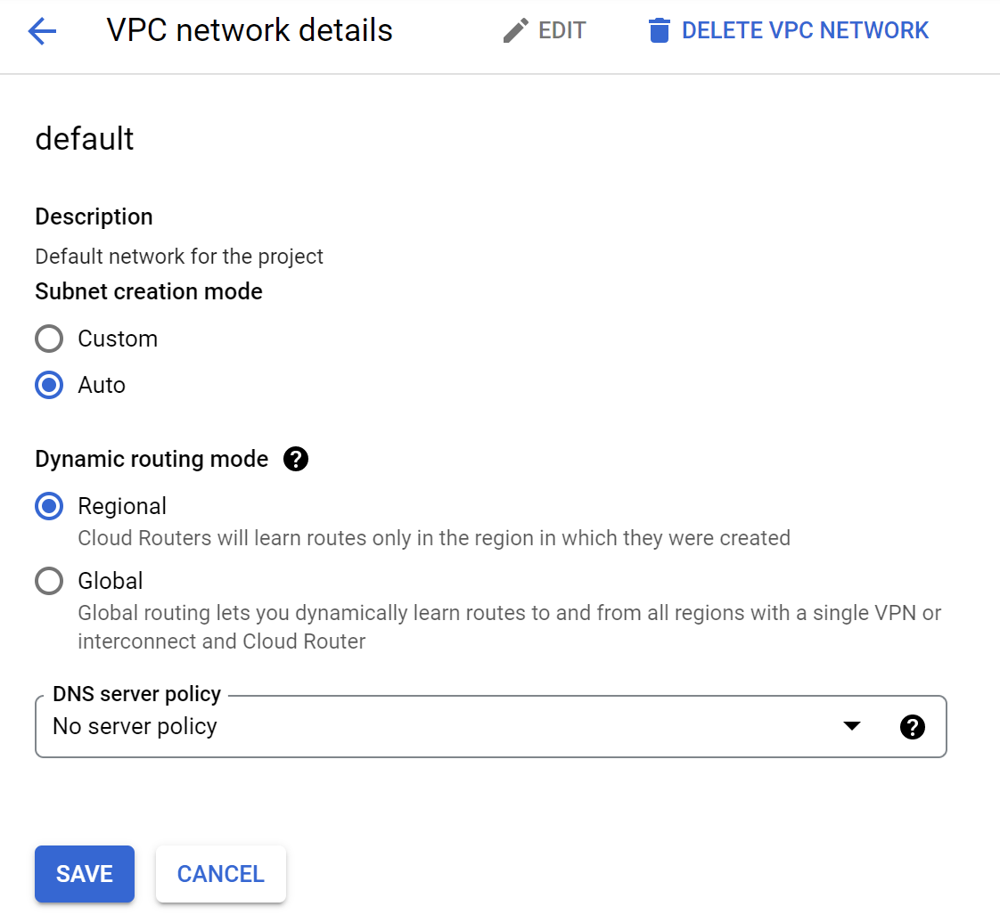 VPC network details
EDIT
DELETE VPC NETWORK
default
Description
Default network for the project
Subnet creation mode
Custom
Auto
Dynamic routing mode ?
Regional
Cloud Routers will learn routes only in the region in which they were created
Global
Global routing lets you dynamically learn routes to and from all regions with a single VPN or
interconnect and Cloud Router
DNS server policy
No server policy ?
SAVE
CANCEL